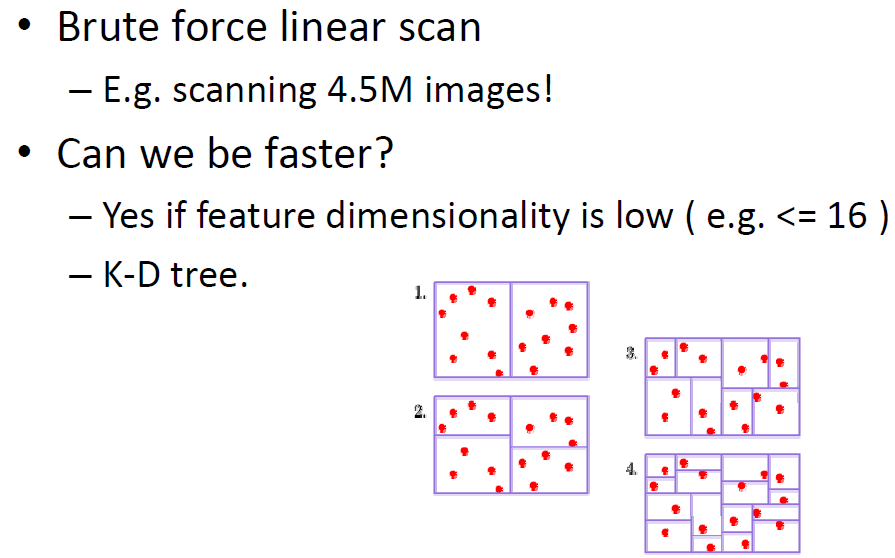 • Brute force linear scan
– E.g. scanning 4.5M images!
• Can we be faster?
– Yes if feature dimensionality is low ( e.g. <= 16 )
– K-D tree.
1.
2.
3.
4.